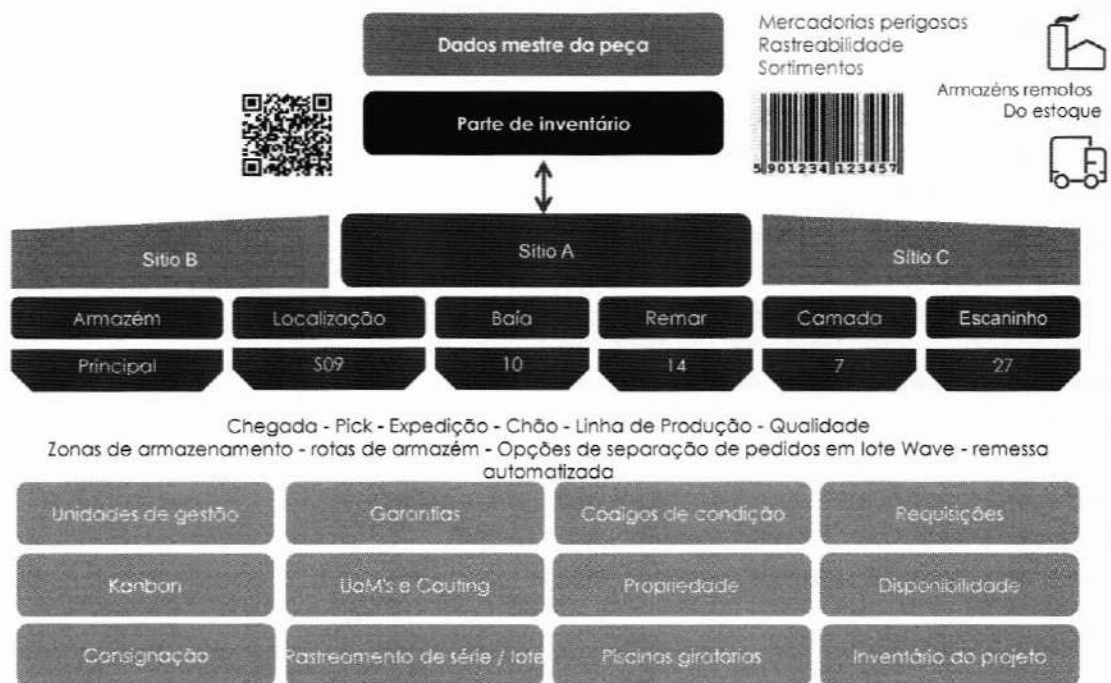 Dados mestre da peça
Mercadorias perigosas
Rastreabilidade
Sortimentos
Armazéns remotos
Do estoque
Parte de inventário
5 901234 123457
Sitio B
Sitio A
Sítio C
Armazém
Localização
Baía
Remar
Camada
Escaninho
Principal
S09
10
14
7
27
Chegada - Pick - Expedição - Chão - Linha de Produção - Qualidade
Zonas de armazenamento - rotas de armazém - Opções de separação de pedidos em lote Wave - remessa
automatizada
Unidades de gestão
Garantias
Códigos de condição
Requisições
Kanban
UoM's e Couting
Propriedade
Disponibilidade
Consignação
Rastreamento de série / lote
Piscinas giratórias
Inventário do projeto